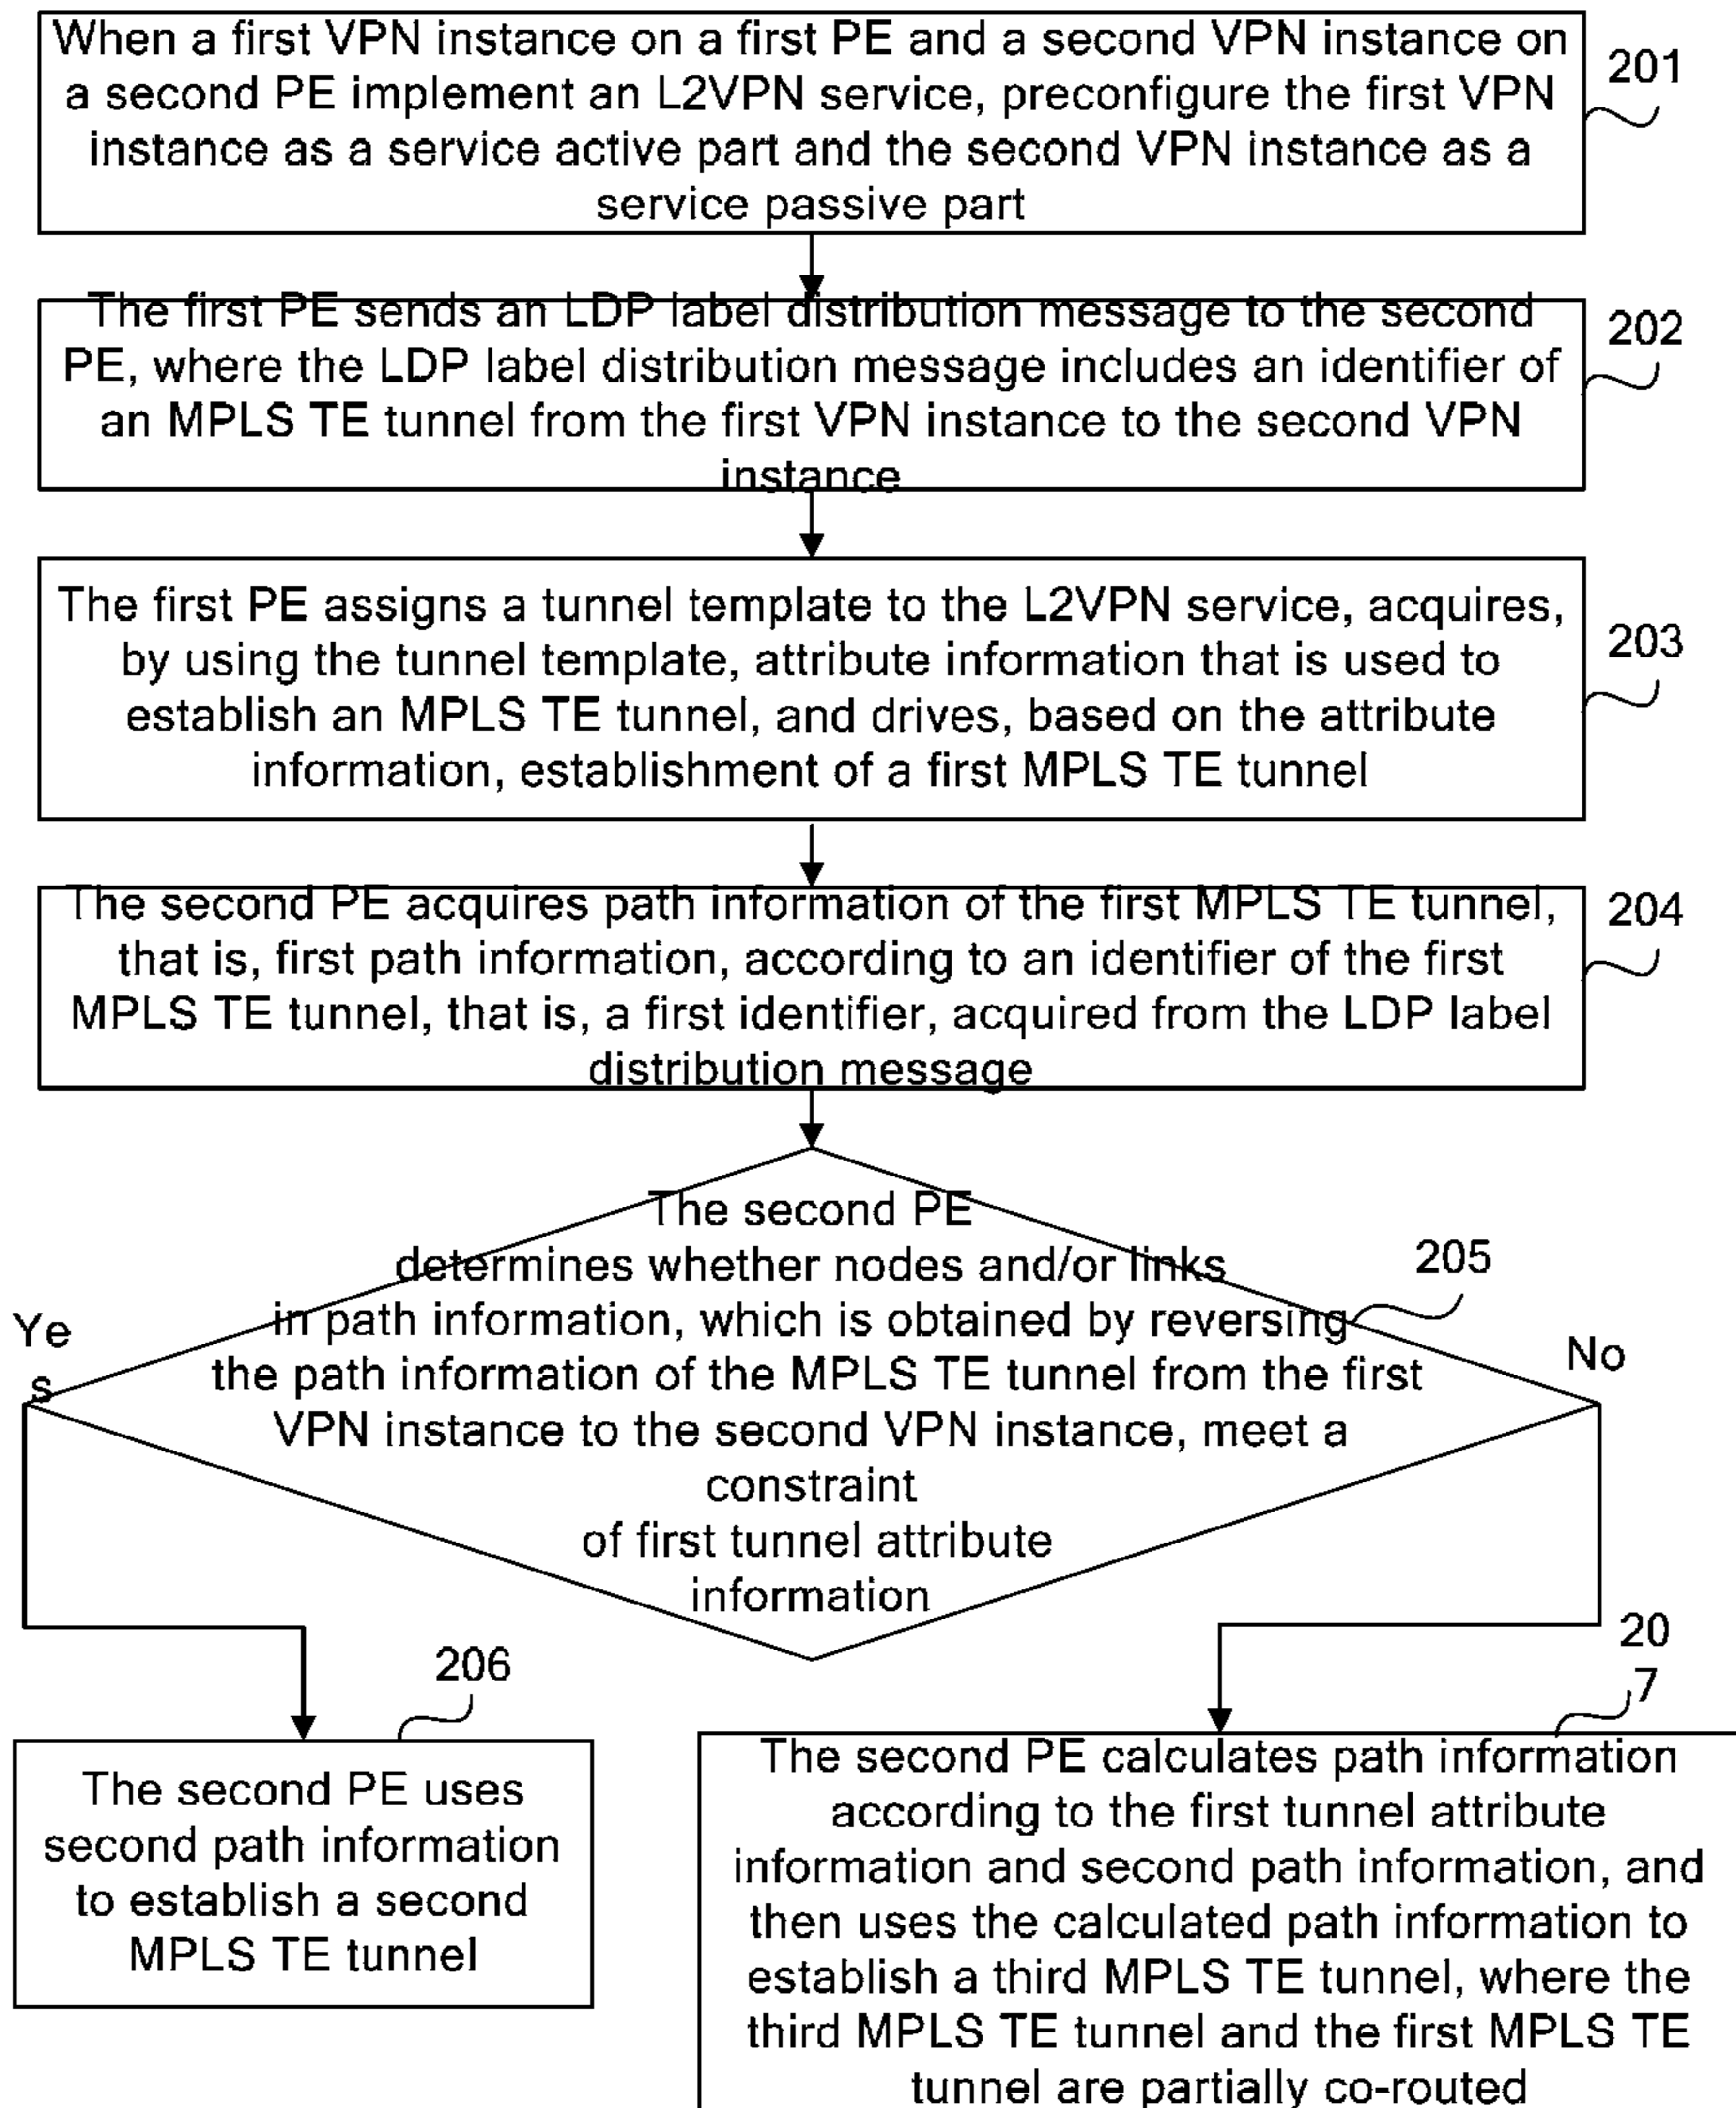 When a first VPN instance on a first PE and a second VPN instance on
a second PE implement an L2VPN service, preconfigure the first VPN
instance as a service active part and the second VPN instance as a
service passive part
201
The first PE sends an LDP label distribution message to the second
PE, where the LDP label distribution message includes an identifier of
an MPLS TE tunnel from the first VPN instance to the second VPN
instance
202
The first PE assigns a tunnel template to the L2VPN service, acquires,
by using the tunnel template, attribute information that is used to
establish an MPLS TE tunnel, and drives, based on the attribute
information, establishment of a first MPLS TE tunnel
203
The second PE acquires path information of the first MPLS TE tunnel,
that is, first path information, according to an identifier of the first
MPLS TE tunnel, that is, a first identifier, acquired from the LDP label
distribution message
204
The second PE
determines whether nodes and/or links
in path information, which is obtained by reversing
the path information of the MPLS TE tunnel from the first
VPN instance to the second VPN instance, meet a
constraint
of first tunnel attribute
information
205
Ye
s
No
206
The second PE uses
second path information
to establish a second
MPLS TE tunnel
20
7
The second PE calculates path information
according to the first tunnel attribute
information and second path information, and
then uses the calculated path information to
establish a third MPLS TE tunnel, where the
third MPLS TE tunnel and the first MPLS TE
tunnel are partially co-routed